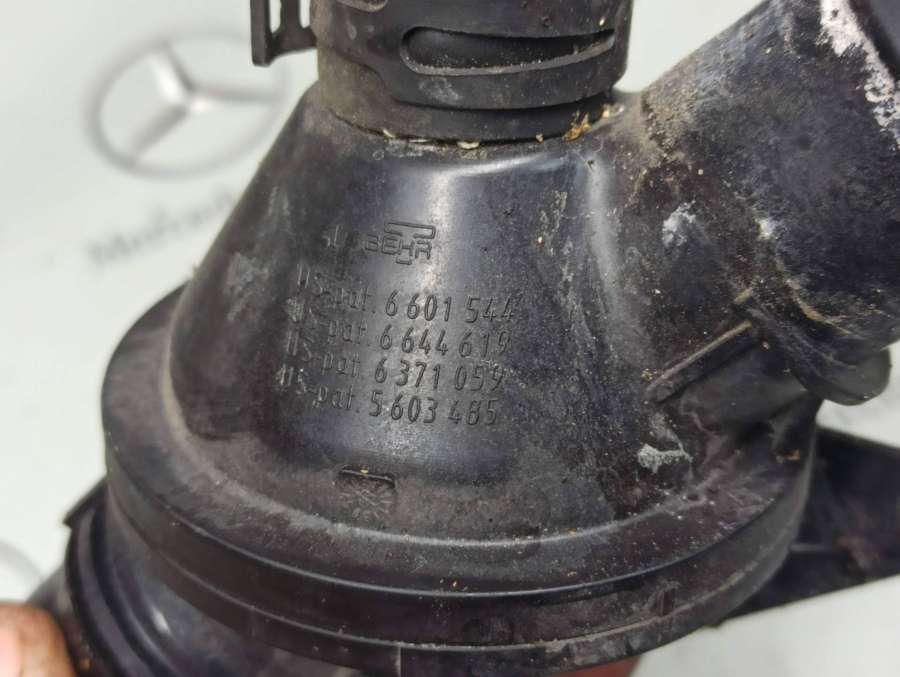 BEHR
US-pat. 6 601 544
US-pat. 6 644 619
US-pat. 6 371 059
US-pat. 5 603 485